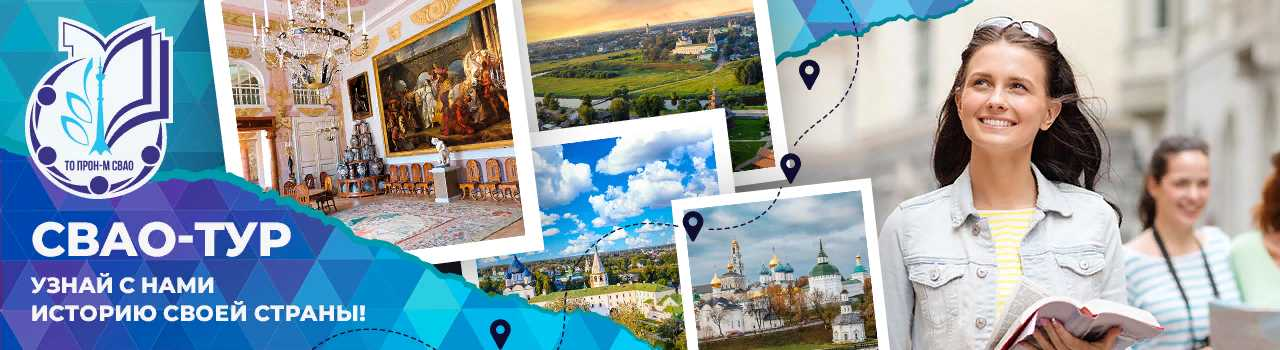 ТО ПРОН-М СВАО
СВАО-ТУР
УЗНАЙ С НАМИ
ИСТОРИЮ СВОЕЙ СТРАНЫ!